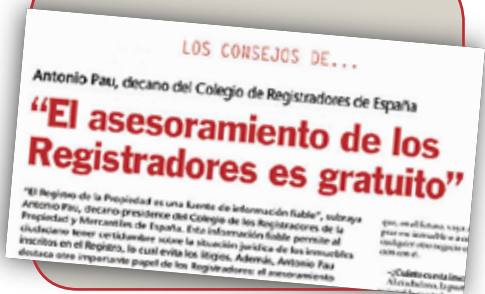 LOS CONSEJOS DE...
Antonio Pau, decano del Colegio de Registradores de España
“El asesoramiento de los
Registradores es gratuito”
"El Registro de la Propiedad es una fuente de información fiable", subraya
Antonio Pau, decano-presidente del Colegio de Registradores de la
Propiedad y Mercantiles de España. Esta información fiable permite al
ciudadano tener certidumbre sobre la situación jurídica de los inmuebles
inscritos en el Registro, lo cual evita los litigios. Además, Antonio Pau
destaca otro importante papel de los Registradores: el asesoramiento